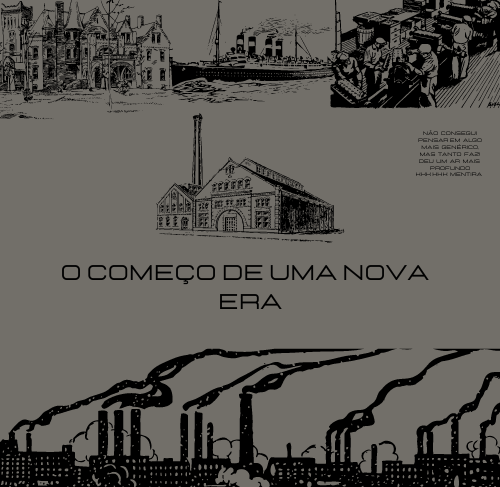 NÃO CONSEGUI
PENSAR EM ALGO
MAIS GENÉRICO,
MAS TANTO FAZ!
DEU UM AR MAIS
PROFUNDO
HHHHHH MENTIRA
O COMEÇO DE UMA NOVA
ERA